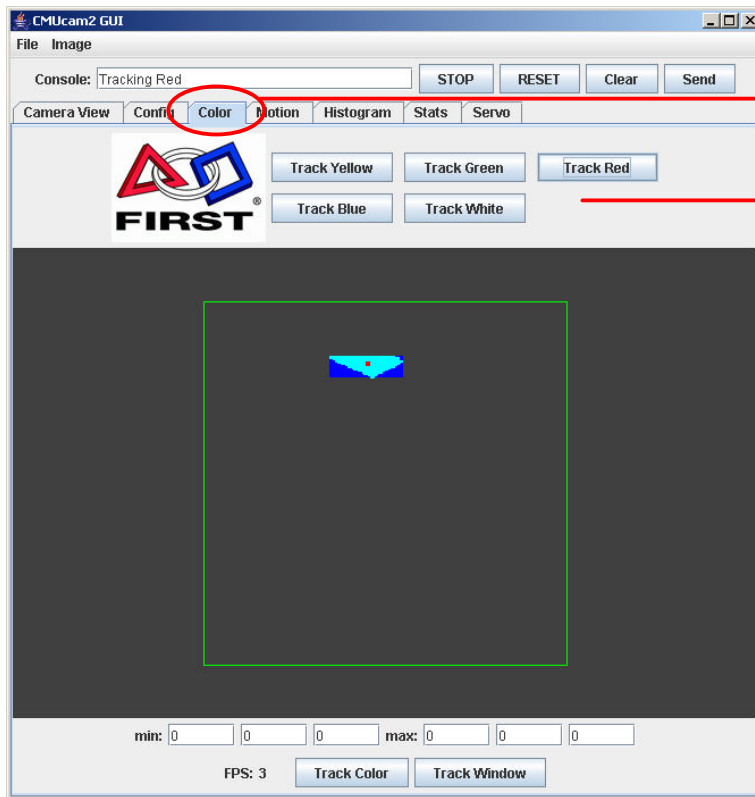 CMUcam2 GUI
File Image
Console: Tracking Red STOP RESET Clear Send
Camera View Config Color Motion Histogram Stats Servo
Track Yellow Track Green Track Red
FIRST®
Track Blue Track White
min: 0 0 0 max: 0 0 0
FPS: 3 Track Color Track Window